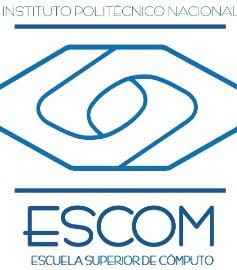 INSTITUTO POLITÉCNICO NACIONAL
ESCOM
ESCUELA SUPERIOR DE CÓMPUTO